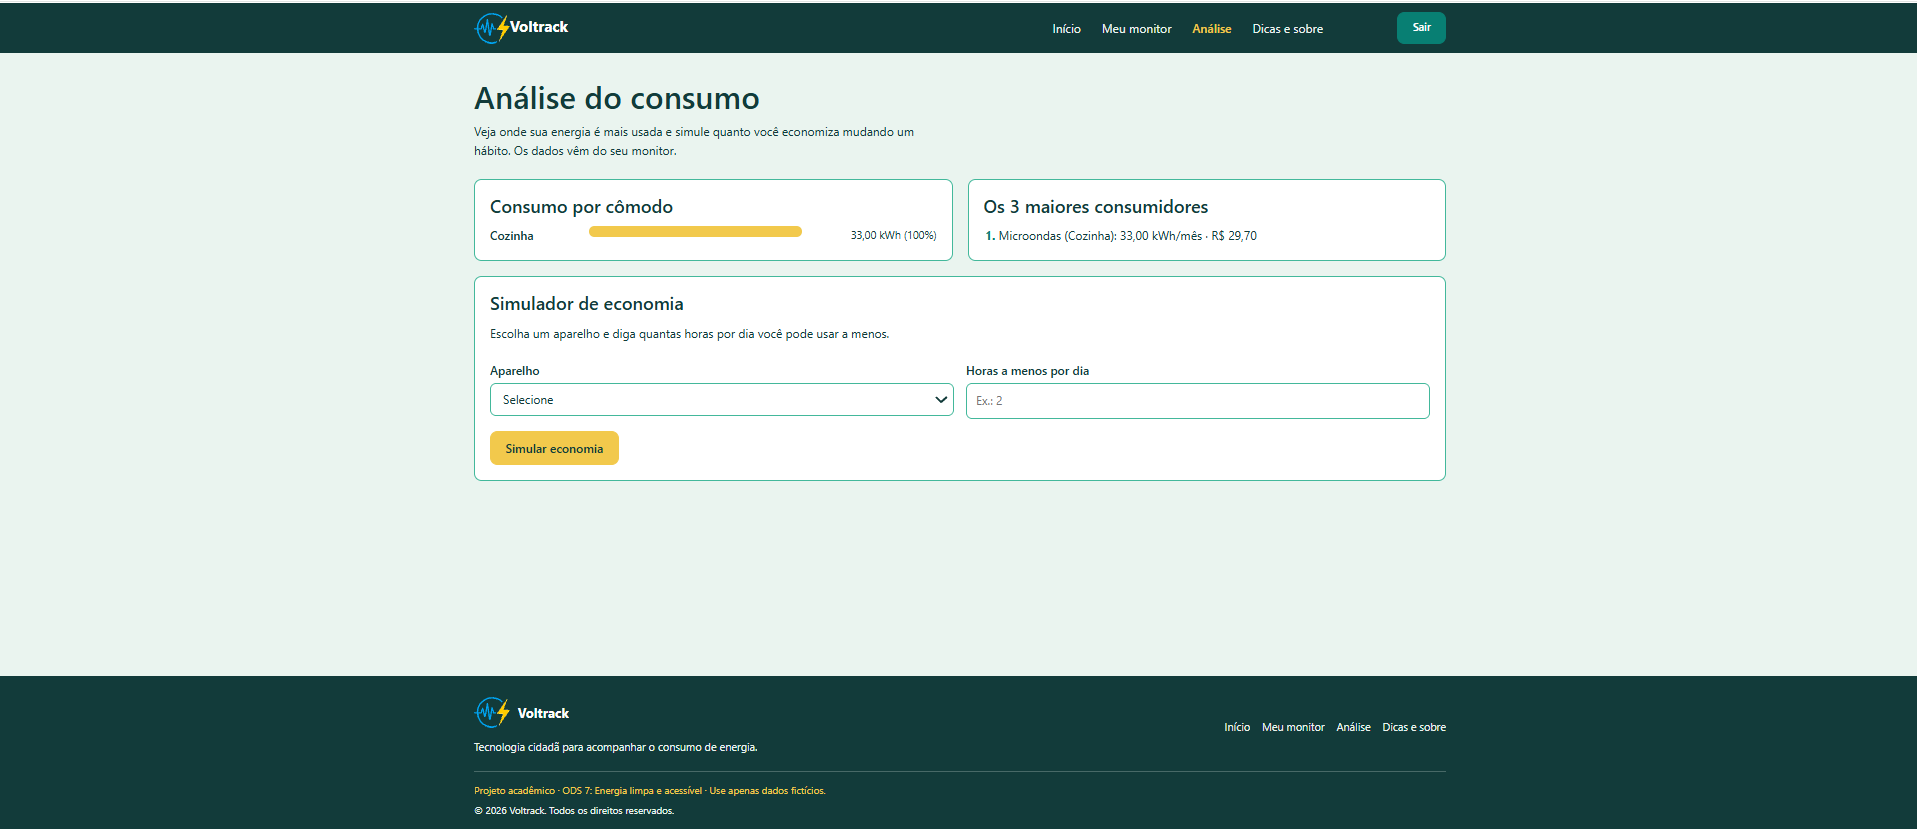 Voltrack
Início Meu monitor Análise Dicas e sobre Sair
Análise do consumo
Veja onde sua energia é mais usada e simule quanto você economiza mudando um
hábito. Os dados vêm do seu monitor.
Consumo por cômodo
Cozinha 33,00 kWh (100%)
Os 3 maiores consumidores
1. Microondas (Cozinha): 33,00 kWh/mês · R$ 29,70
Simulador de economia
Escolha um aparelho e diga quantas horas por dia você pode usar a menos.
Aparelho
Selecione
Horas a menos por dia
Ex.: 2
Simular economia
Voltrack
Tecnologia cidadã para acompanhar o consumo de energia.
Início Meu monitor Análise Dicas e sobre
Projeto acadêmico · ODS 7: Energia limpa e acessível · Use apenas dados fictícios.
© 2026 Voltrack. Todos os direitos reservados.